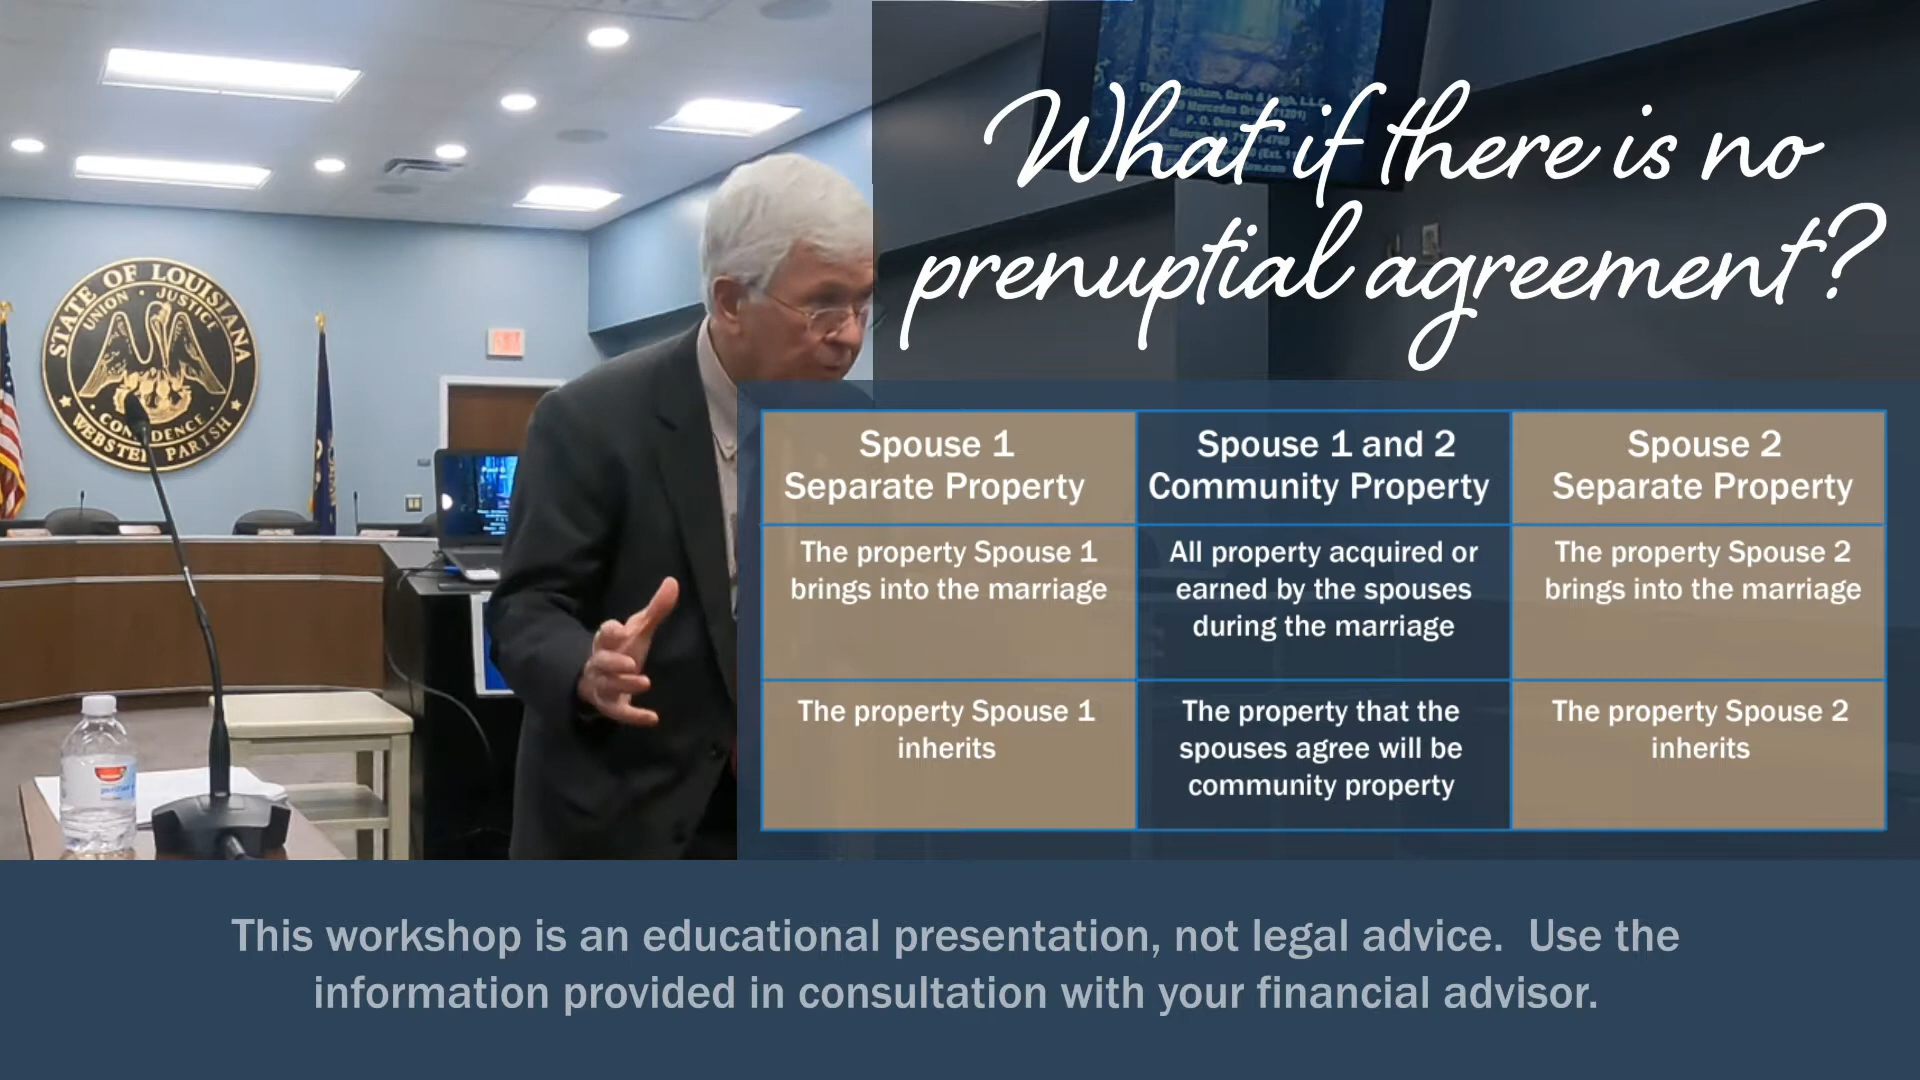 What if there is no
prenuptial agreement?
STATE OF LOUISIANA
UNION · JUSTICE
CONFIDENCE
WEBSTER PARISH
Spouse 1
Separate Property
Spouse 1 and 2
Community Property
Spouse 2
Separate Property
The property Spouse 1
brings into the marriage
All property acquired or
earned by the spouses
during the marriage
The property Spouse 2
brings into the marriage
The property Spouse 1
inherits
The property that the
spouses agree will be
community property
The property Spouse 2
inherits
This workshop is an educational presentation, not legal advice. Use the
information provided in consultation with your financial advisor.